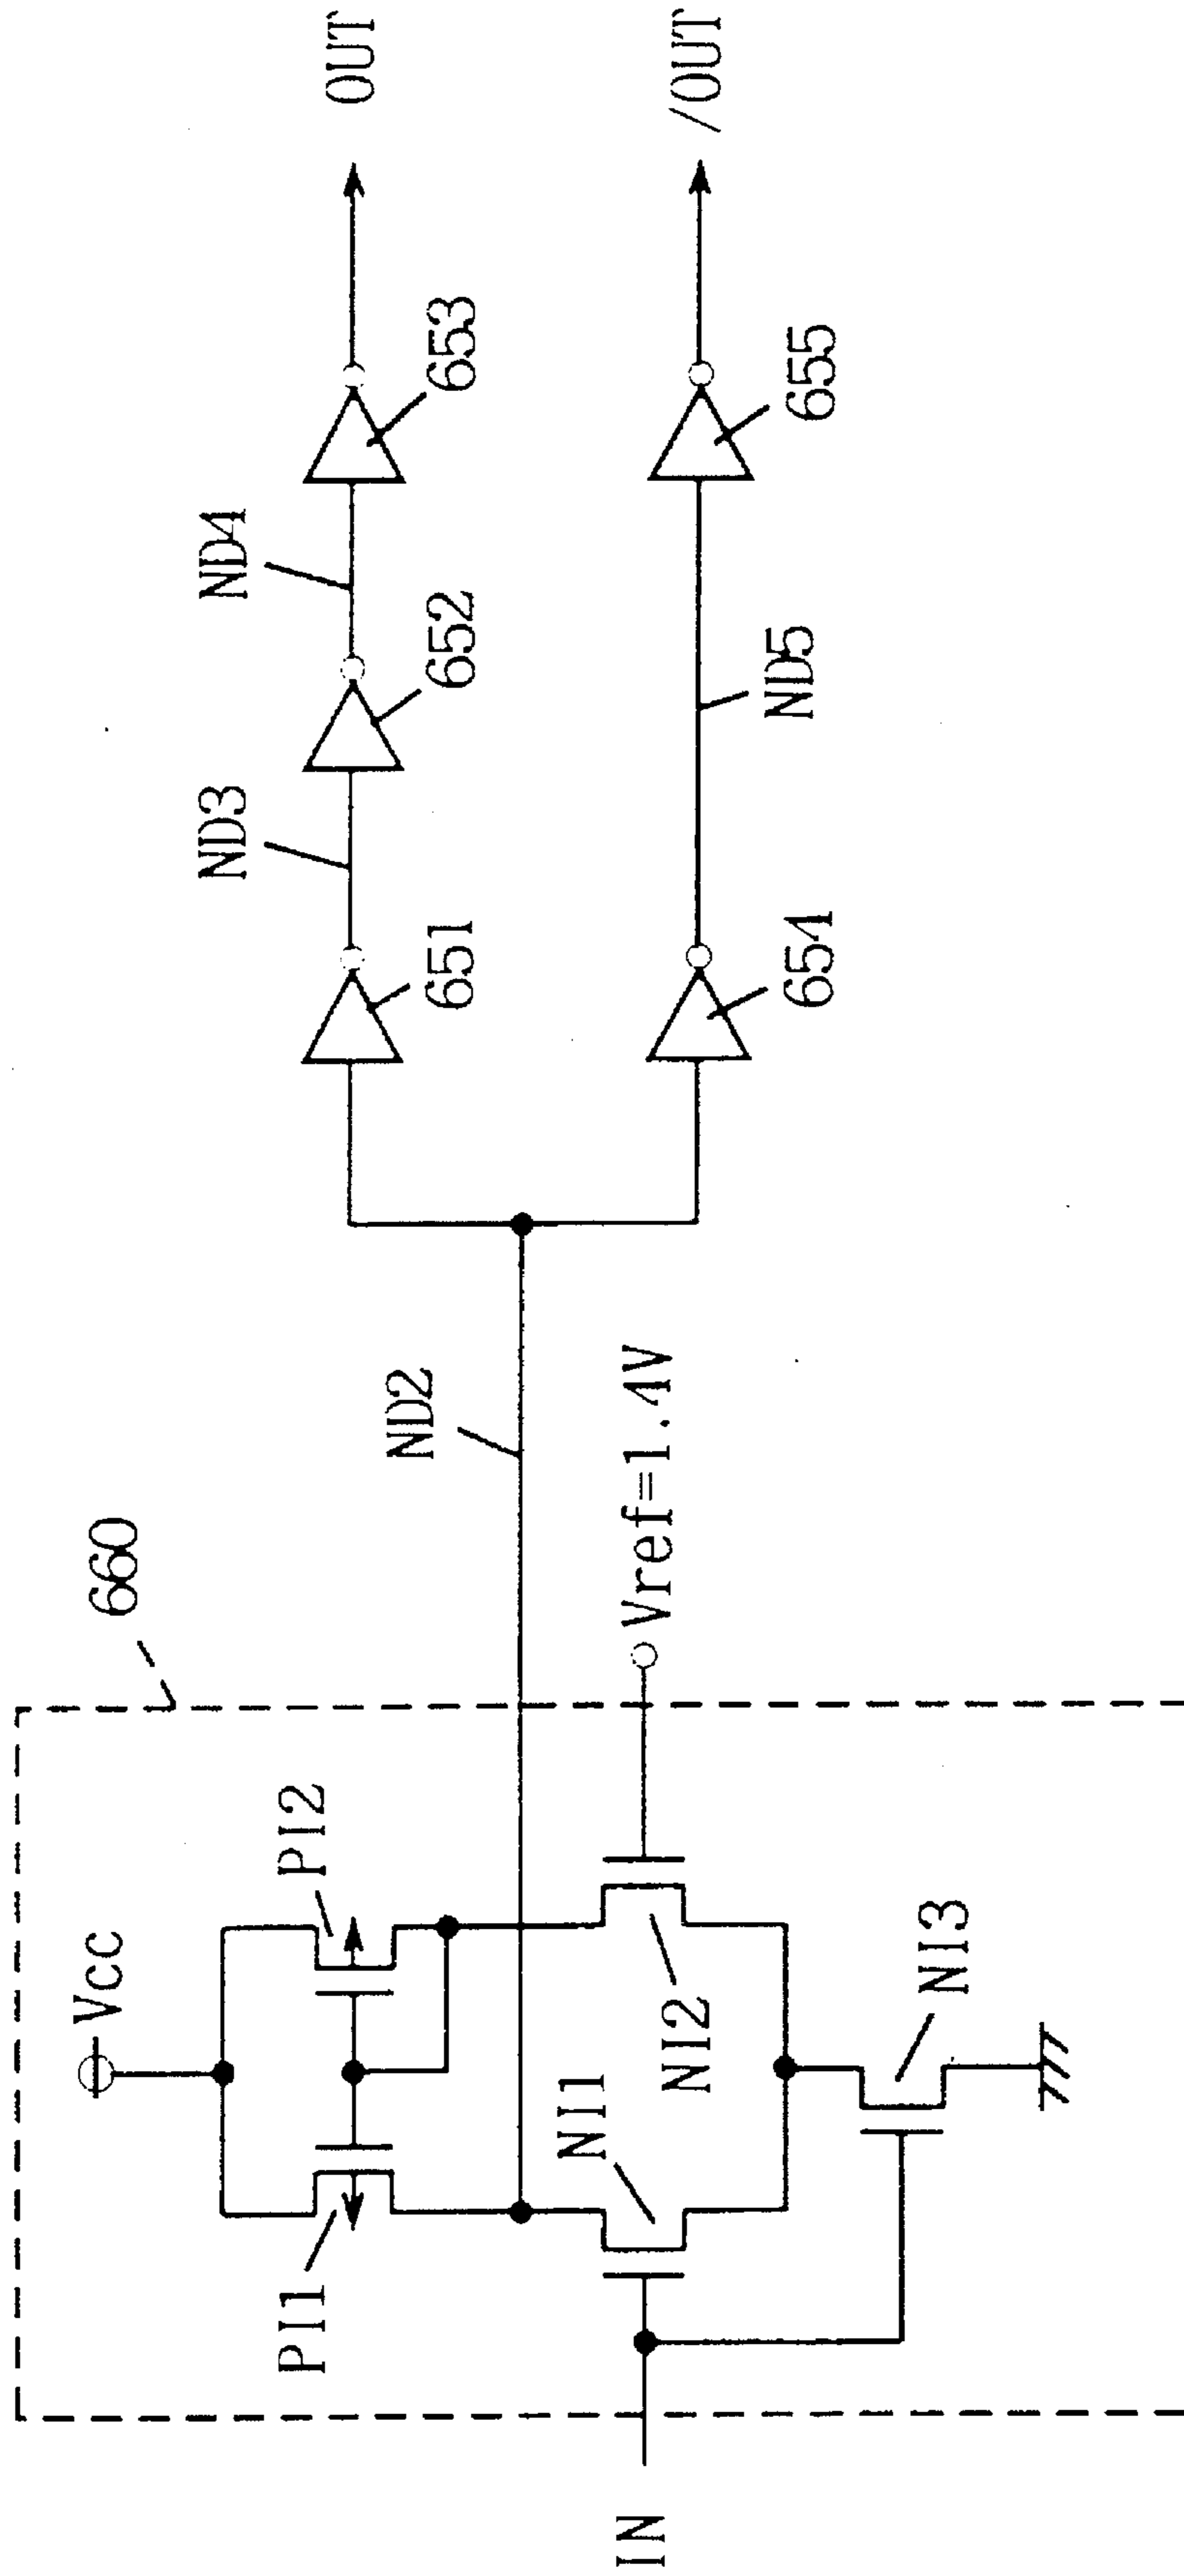 660
Vcc
PI1
PI2
NI1
NI2
NI3
IN
Vref=1.4V
ND2
ND3
ND4
651
652
653
OUT
654
ND5
655
/OUT